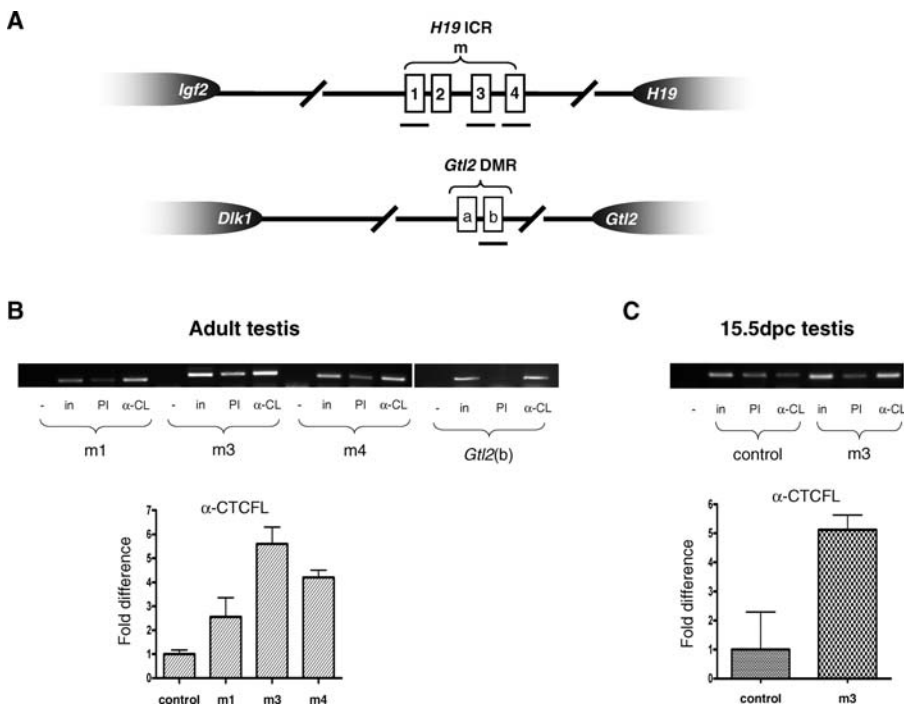 A
H19 ICR
m
Igf2 1 2 3 4 H19
Gtl2 DMR
Dlk1 a b Gtl2
B
Adult testis
- in PI α-CL - in PI α-CL - in PI α-CL - in PI α-CL
m1 m3 m4 Gtl2(b)
α-CTCFL
Fold difference
7
6
5
4
3
2
1
0
control m1 m3 m4
C
15.5dpc testis
- in PI α-CL in PI α-CL
control m3
α-CTCFL
Fold difference
6
5
4
3
2
1
0
control m3